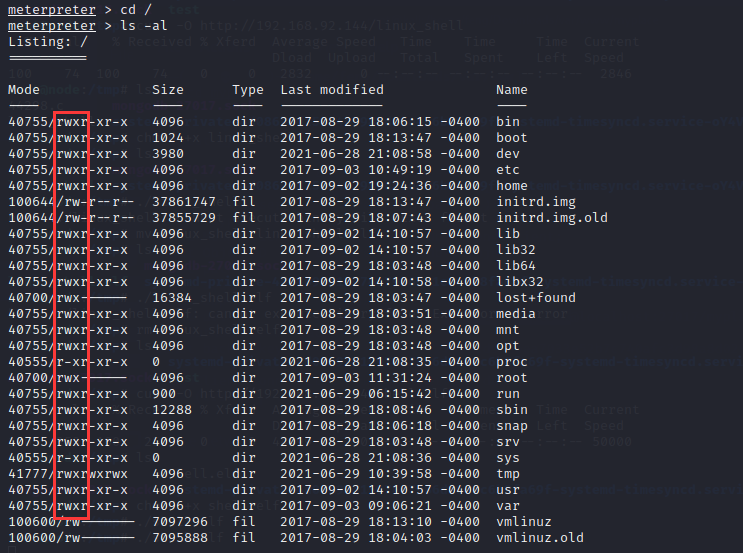 meterpreter > cd /
meterpreter > ls -al
Listing: /
==========
Mode Size Type Last modified Name
---- ---- ---- ------------- ----
40755/rwxr-xr-x 4096 dir 2017-08-29 18:06:15 -0400 bin
40755/rwxr-xr-x 1024 dir 2017-08-29 18:13:47 -0400 boot
40755/rwxr-xr-x 3980 dir 2021-06-28 21:08:58 -0400 dev
40755/rwxr-xr-x 4096 dir 2017-09-03 10:49:19 -0400 etc
40755/rwxr-xr-x 4096 dir 2017-09-02 19:24:36 -0400 home
100644/rw-r--r-- 37861747 fil 2017-08-29 18:13:47 -0400 initrd.img
100644/rw-r--r-- 37855729 fil 2017-08-29 18:07:43 -0400 initrd.img.old
40755/rwxr-xr-x 4096 dir 2017-09-02 14:10:57 -0400 lib
40755/rwxr-xr-x 4096 dir 2017-09-02 14:10:57 -0400 lib32
40755/rwxr-xr-x 4096 dir 2017-08-29 18:03:48 -0400 lib64
40755/rwxr-xr-x 4096 dir 2017-09-02 14:10:58 -0400 libx32
40700/rwx------ 16384 dir 2017-08-29 18:03:47 -0400 lost+found
40755/rwxr-xr-x 4096 dir 2017-08-29 18:03:51 -0400 media
40755/rwxr-xr-x 4096 dir 2017-08-29 18:03:48 -0400 mnt
40755/rwxr-xr-x 4096 dir 2017-08-29 18:03:48 -0400 opt
40555/r-xr-xr-x 0 dir 2021-06-28 21:08:35 -0400 proc
40700/rwx------ 4096 dir 2017-09-03 11:31:24 -0400 root
40755/rwxr-xr-x 900 dir 2021-06-29 06:15:42 -0400 run
40755/rwxr-xr-x 12288 dir 2017-08-29 18:08:46 -0400 sbin
40755/rwxr-xr-x 4096 dir 2017-08-29 18:06:18 -0400 snap
40755/rwxr-xr-x 4096 dir 2017-08-29 18:03:48 -0400 srv
40555/r-xr-xr-x 0 dir 2021-06-28 21:08:36 -0400 sys
41777/rwxrwxrwx 4096 dir 2021-06-29 10:39:58 -0400 tmp
40755/rwxr-xr-x 4096 dir 2017-09-02 14:10:57 -0400 usr
40755/rwxr-xr-x 4096 dir 2017-09-03 09:06:21 -0400 var
100600/rw------- 7097296 fil 2017-08-29 18:13:10 -0400 vmlinuz
100600/rw------- 7095888 fil 2017-08-29 18:04:03 -0400 vmlinuz.old